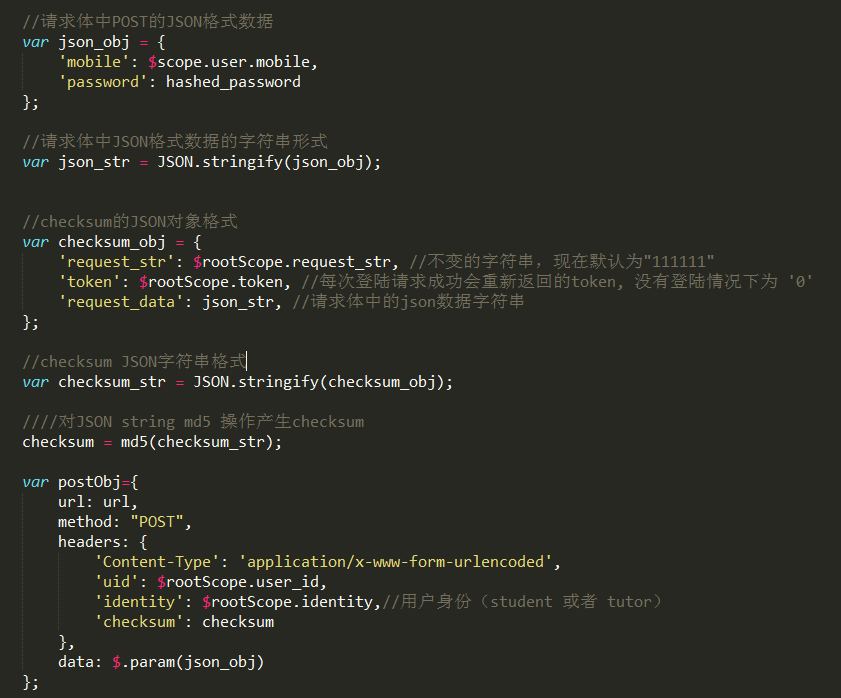 //请求体中POST的JSON格式数据
var json_obj = {
    'mobile': $scope.user.mobile,
    'password': hashed_password
};
//请求体中JSON格式数据的字符串形式
var json_str = JSON.stringify(json_obj);
//checksum的JSON对象格式
var checksum_obj = {
    'request_str': $rootScope.request_str, //不变的字符串，现在默认为"111111"
    'token': $rootScope.token, //每次登陆请求成功会重新返回的token, 没有登陆情况下为 '0'
    'request_data': json_str, //请求体中的json数据字符串
};
//checksum JSON字符串格式
var checksum_str = JSON.stringify(checksum_obj);
////对JSON string md5 操作产生checksum
checksum = md5(checksum_str);
var postObj={
    url: url,
    method: "POST",
    headers: {
        'Content-Type': 'application/x-www-form-urlencoded',
        'uid': $rootScope.user_id,
        'identity': $rootScope.identity,//用户身份（student 或者 tutor）
        'checksum': checksum
    },
    data: $.param(json_obj)
};